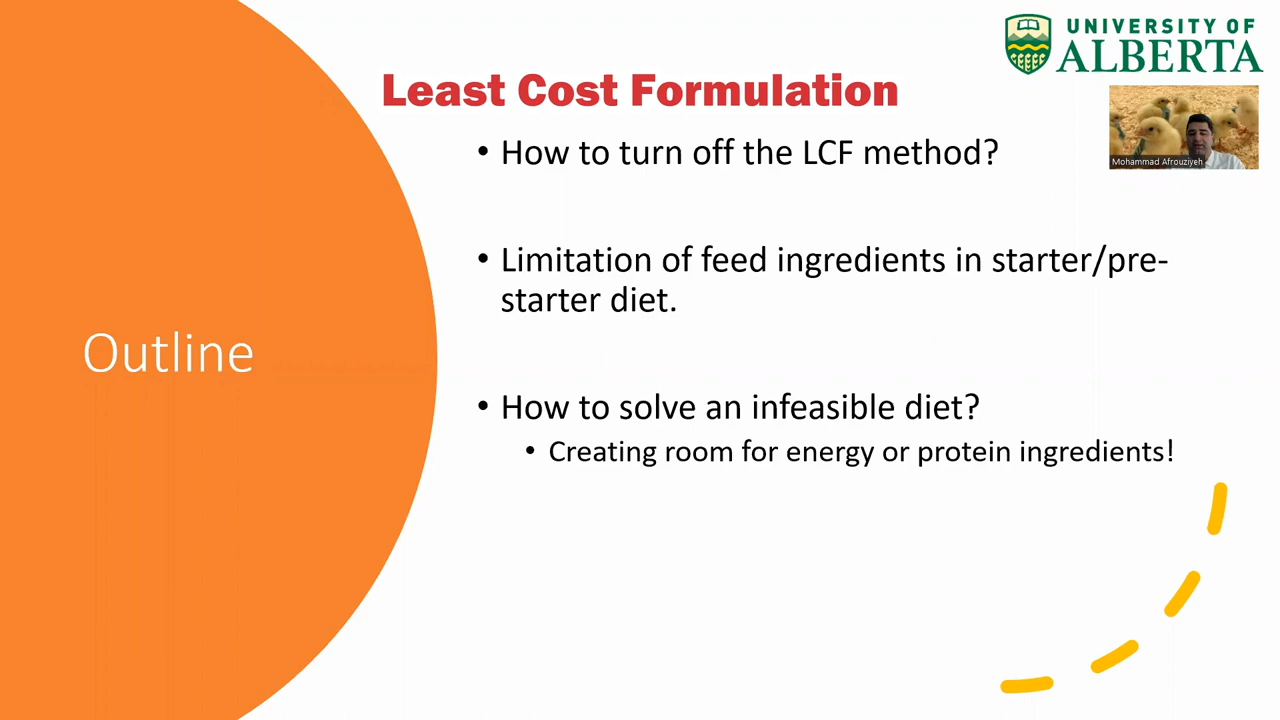 UNIVERSITY OF
ALBERTA
Least Cost Formulation
• How to turn off the LCF method?
Mohammad Afrouziyeh
• Limitation of feed ingredients in starter/pre-
starter diet.
Outline
• How to solve an infeasible diet?
• Creating room for energy or protein ingredients!